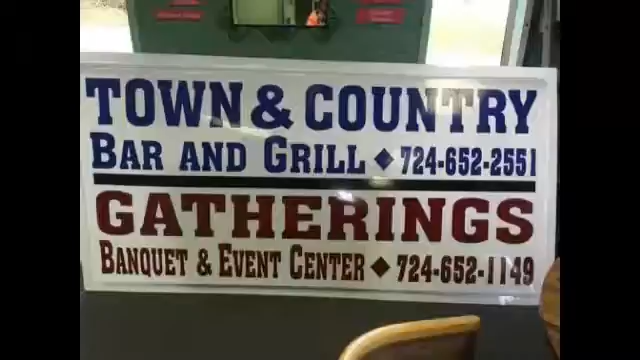 TOWN & COUNTRY
BAR AND GRILL ◆ 724-652-2551
GATHERINGS
BANQUET & EVENT CENTER ◆ 724-652-1149